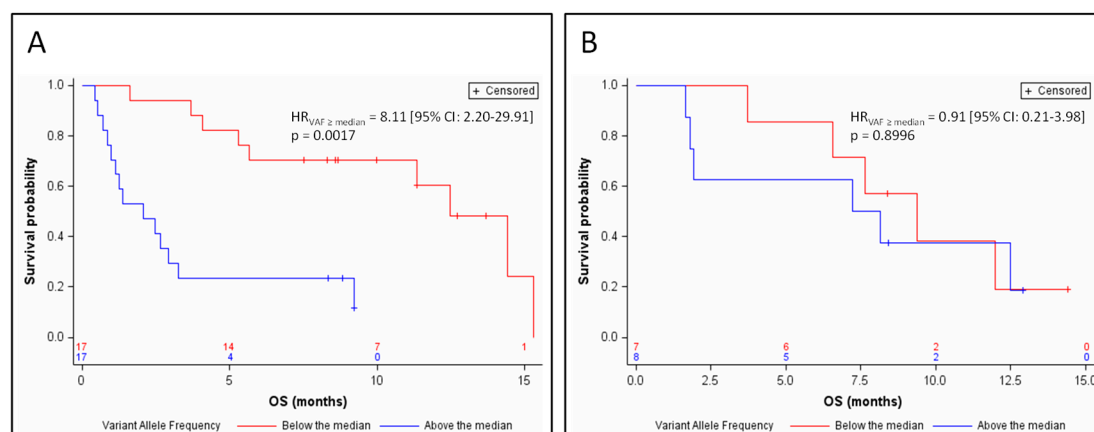 A
1.0
0.8
0.6
0.4
0.2
0.0
Survival probability
+ Censored
HR VAF ≥ median = 8.11 [95% CI: 2.20-29.91]
p = 0.0017
17 14 7 1
17 4 0
0 5 10 15
OS (months)
Variant Allele Frequency Below the median Above the median
B
1.0
0.8
0.6
0.4
0.2
0.0
Survival probability
+ Censored
HR VAF ≥ median = 0.91 [95% CI: 0.21-3.98]
p = 0.8996
7 6 2 0
8 5 2 0
0.0 2.5 5.0 7.5 10.0 12.5 15.0
OS (months)
Variant Allele Frequency Below the median Above the median